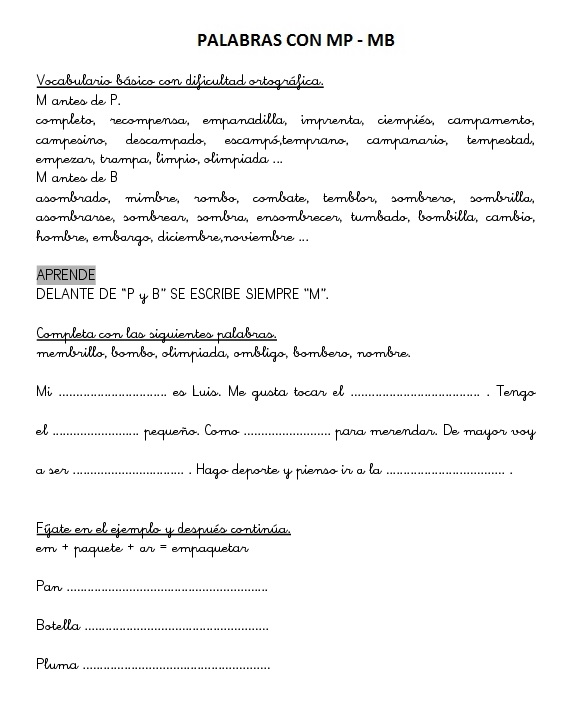 PALABRAS CON MP - MB
Vocabulario básico con dificultad ortográfica.
M antes de P.
completo, recompensa, empanadilla, imprenta, ciempiés, campamento,
campesino, descampado, escampó,temprano, campanario, tempestad,
empezar, trampa, limpio, olimpiada ...
M antes de B
asombrado, mimbre, rombo, combate, temblor, sombrero, sombrilla,
asombrarse, sombrear, sombra, ensombrecer, tumbado, bombilla, cambio,
hombre, embargo, diciembre,noviembre ...
APRENDE
DELANTE DE "P y B" SE ESCRIBE SIEMPRE "M".
Completa con las siguientes palabras.
membrillo, bombo, olimpiada, ombligo, bombero, nombre.
Mi ................................ es Luis. Me gusta tocar el ...................................... . Tengo
el .......................... pequeño. Como .......................... para merendar. De mayor voy
a ser ................................. . Hago deporte y pienso ir a la ................................... .
Fíjate en el ejemplo y después continúa.
em + paquete + ar = empaquetar
Pan ..........................................................
Botella .....................................................
Pluma ......................................................